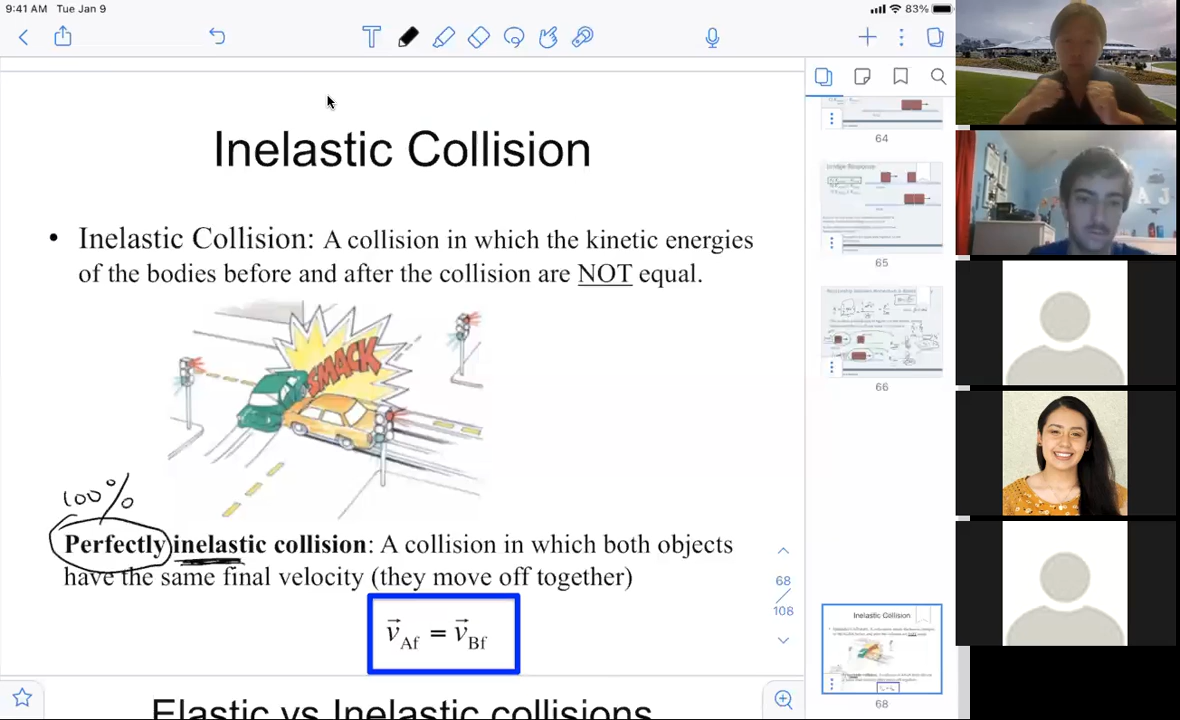 9:41 AM Tue Jan 9
83%
Inelastic Collision
• Inelastic Collision: A collision in which the kinetic energies
of the bodies before and after the collision are NOT equal.
SMACK
100%
Perfectly inelastic collision: A collision in which both objects
have the same final velocity (they move off together)
v⃗Af = v⃗Bf
68
108
Elastic vs Inelastic collisions
64
65
66
Inelastic Collision
68
A J